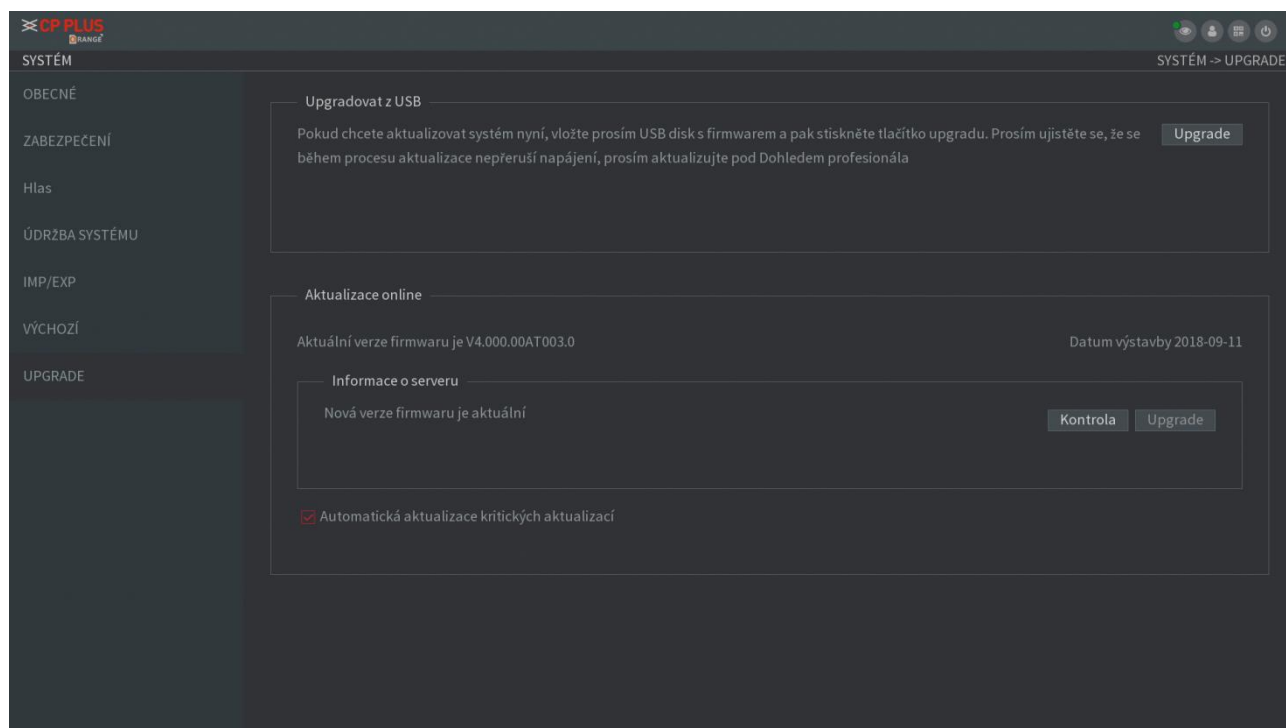 CP PLUS
ORANGE
SYSTÉM
SYSTÉM -> UPGRADE
OBECNÉ
ZABEZPEČENÍ
Hlas
ÚDRŽBA SYSTÉMU
IMP/EXP
VÝCHOZÍ
UPGRADE
Upgradovat z USB
Pokud chcete aktualizovat systém nyní, vložte prosím USB disk s firmwarem a pak stiskněte tlačítko upgradu. Prosím ujistěte se, že se
během procesu aktualizace nepřeruší napájení, prosím aktualizujte pod Dohledem profesionála
Upgrade
Aktualizace online
Aktuální verze firmwaru je V4.000.00AT003.0
Datum výstavby 2018-09-11
Informace o serveru
Nová verze firmwaru je aktuální
Kontrola
Upgrade
Automatická aktualizace kritických aktualizací